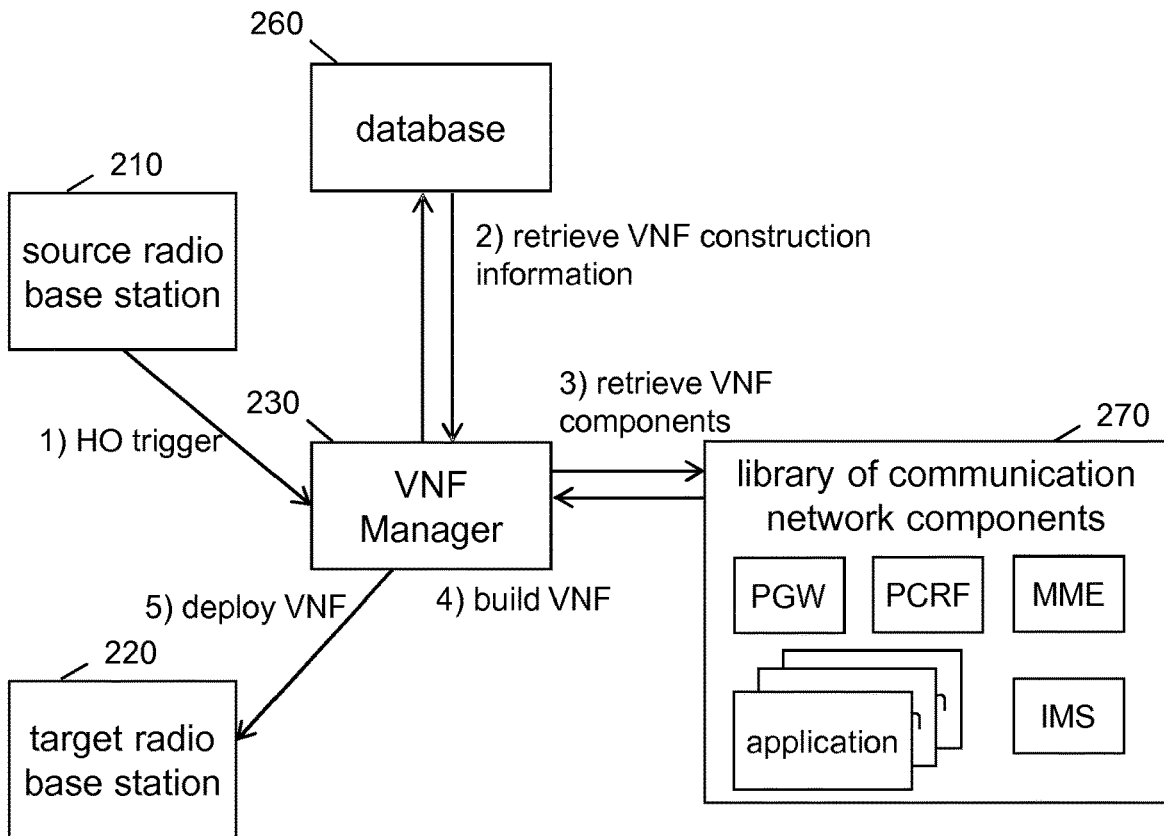 260
database
210
source radio
base station
2) retrieve VNF construction
information
230
3) retrieve VNF
components
1) HO trigger
270
VNF
Manager
library of communication
network components
PGW
PCRF
MME
5) deploy VNF
4) build VNF
220
target radio
base station
n
n
application
IMS